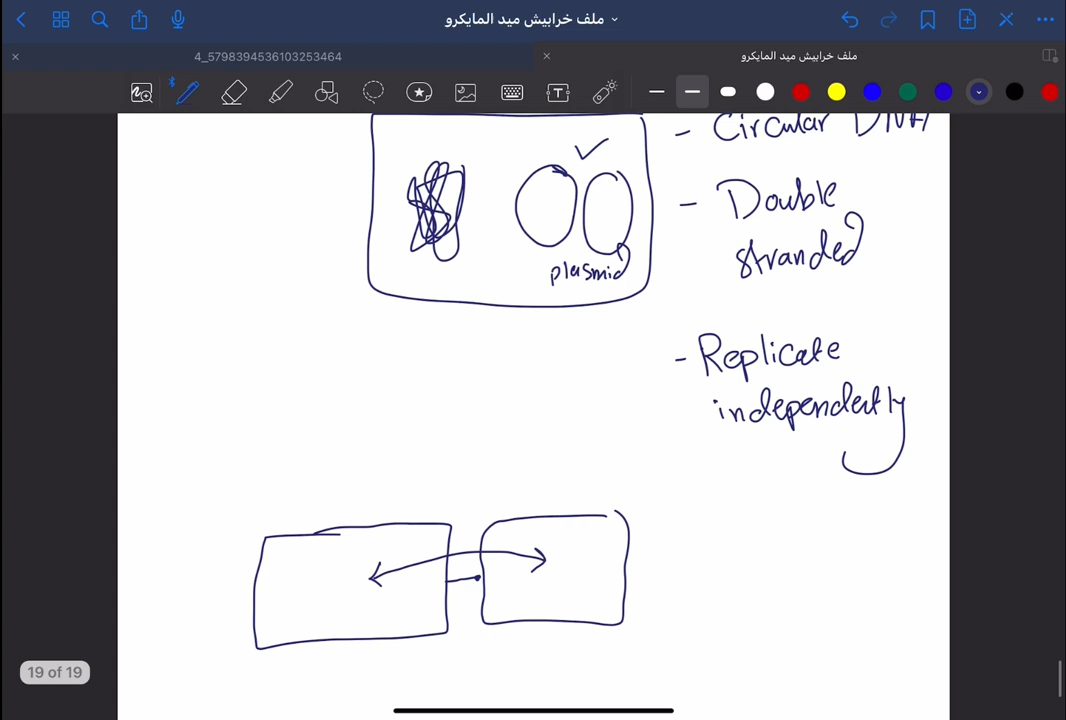 ملف خرابيش ميد المايكرو
4_5798394536103253464
ملف خرابيش ميد المايكرو
- Circular DNA
- Double
stranded
plasmid
- Replicate
independently
19 of 19